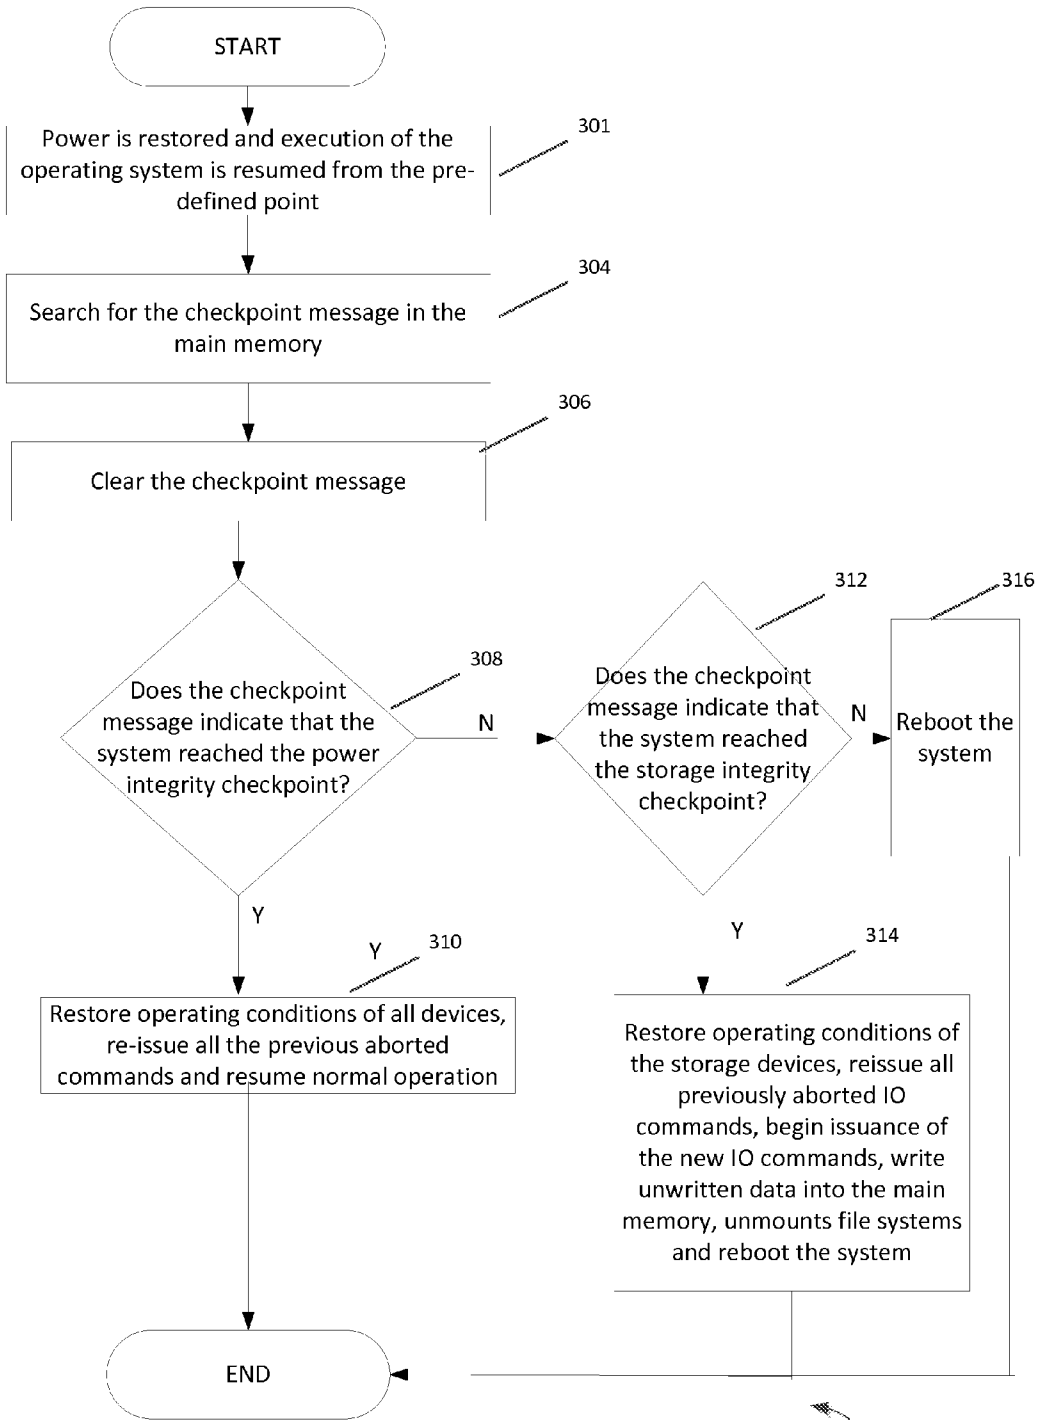 START
301
Power is restored and execution of the
operating system is resumed from the pre-
defined point
304
Search for the checkpoint message in the
main memory
306
Clear the checkpoint message
308
Does the checkpoint
message indicate that the
system reached the power
integrity checkpoint?
N
312
Does the checkpoint
message indicate that
the system reached
the storage integrity
checkpoint?
N
316
Reboot the
system
Y
Y
310
Restore operating conditions of all devices,
re-issue all the previous aborted
commands and resume normal operation
Y
314
Restore operating conditions of
the storage devices, reissue all
previously aborted IO
commands, begin issuance of
the new IO commands, write
unwritten data into the main
memory, unmounts file systems
and reboot the system
END